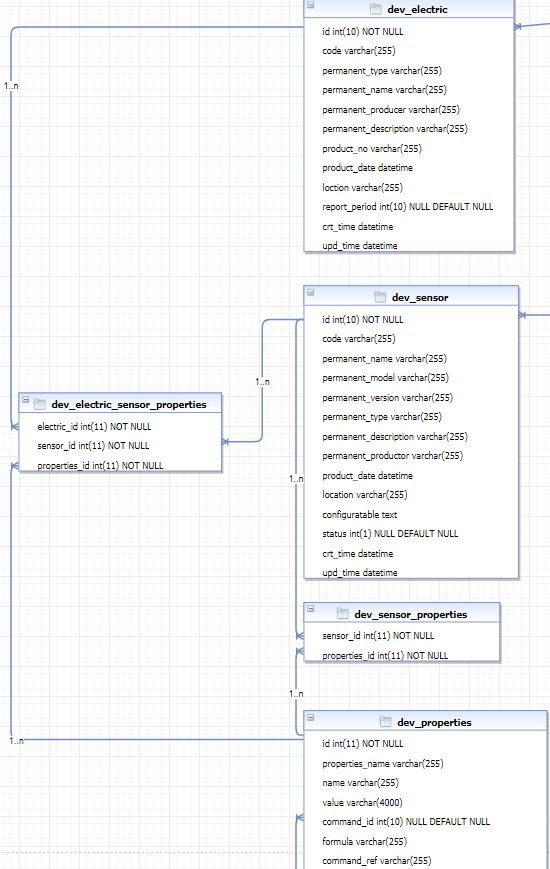 dev_electric
id int(10) NOT NULL
code varchar(255)
permanent_type varchar(255)
permanent_name varchar(255)
permanent_producer varchar(255)
permanent_description varchar(255)
product_no varchar(255)
product_date datetime
loction varchar(255)
report_period int(10) NULL DEFAULT NULL
crt_time datetime
upd_time datetime
1..n
dev_sensor
id int(10) NOT NULL
code varchar(255)
permanent_name varchar(255)
permanent_model varchar(255)
permanent_version varchar(255)
permanent_type varchar(255)
permanent_description varchar(255)
permanent_productor varchar(255)
product_date datetime
location varchar(255)
configuratable text
status int(1) NULL DEFAULT NULL
crt_time datetime
upd_time datetime
1..n
dev_electric_sensor_properties
electric_id int(11) NOT NULL
sensor_id int(11) NOT NULL
properties_id int(11) NOT NULL
1..n
dev_sensor_properties
sensor_id int(11) NOT NULL
properties_id int(11) NOT NULL
1..n
1..n
dev_properties
id int(11) NOT NULL
properties_name varchar(255)
name varchar(255)
value varchar(4000)
command_id int(10) NULL DEFAULT NULL
formula varchar(255)
command_ref varchar(255)